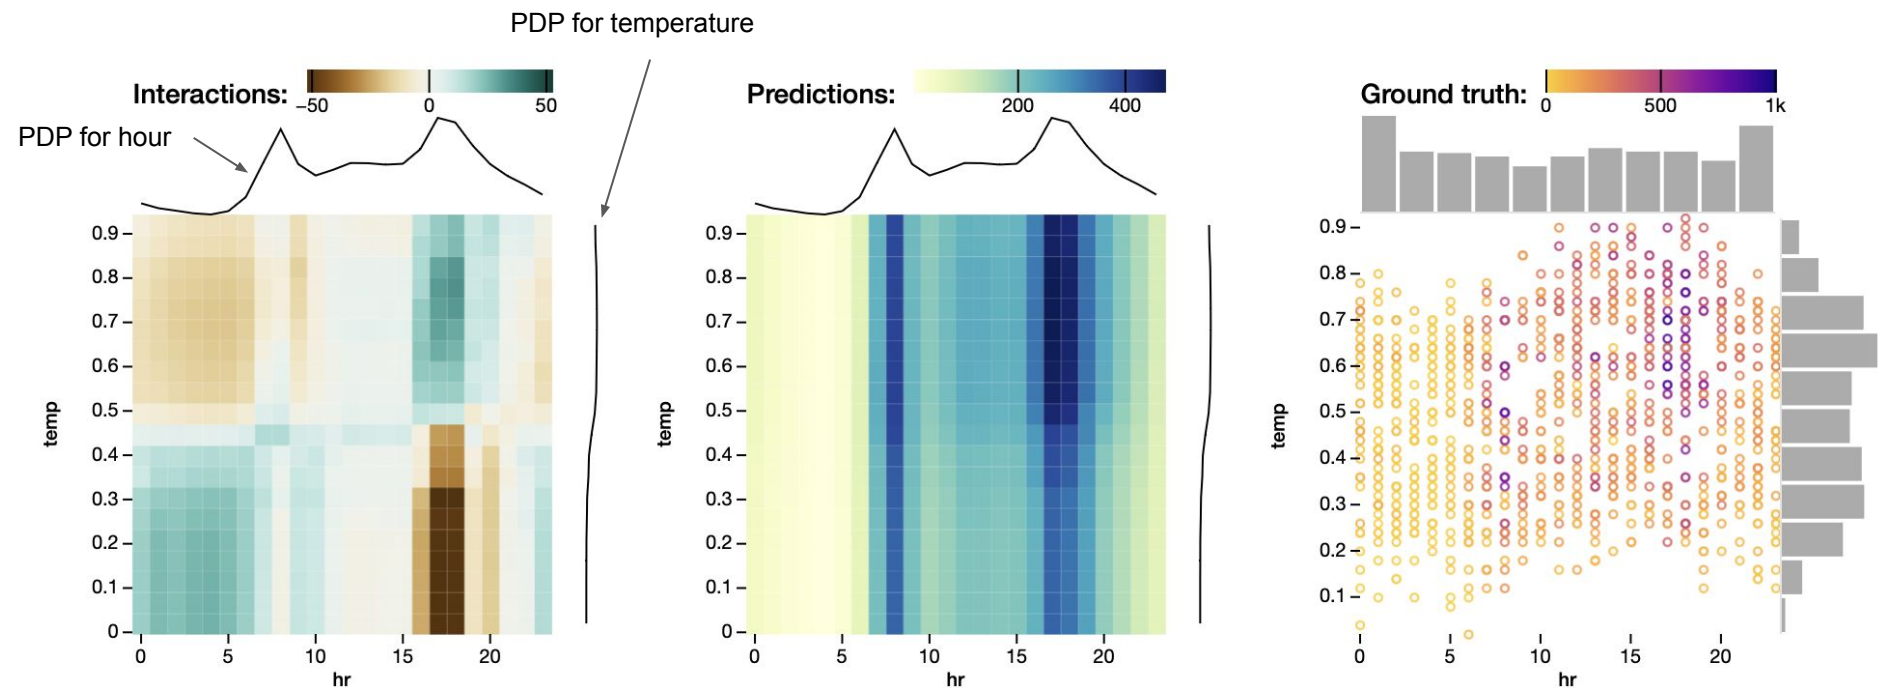 PDP for temperature
PDP for hour
Interactions:
−50 0 50
0.9
0.8
0.7
0.6
0.5
0.4
0.3
0.2
0.1
0
temp
0 5 10 15 20
hr
Predictions:
200 400
0.9
0.8
0.7
0.6
0.5
0.4
0.3
0.2
0.1
0
temp
0 5 10 15 20
hr
Ground truth:
0 500 1k
0.9
0.8
0.7
0.6
0.5
0.4
0.3
0.2
0.1
temp
0 5 10 15 20
hr